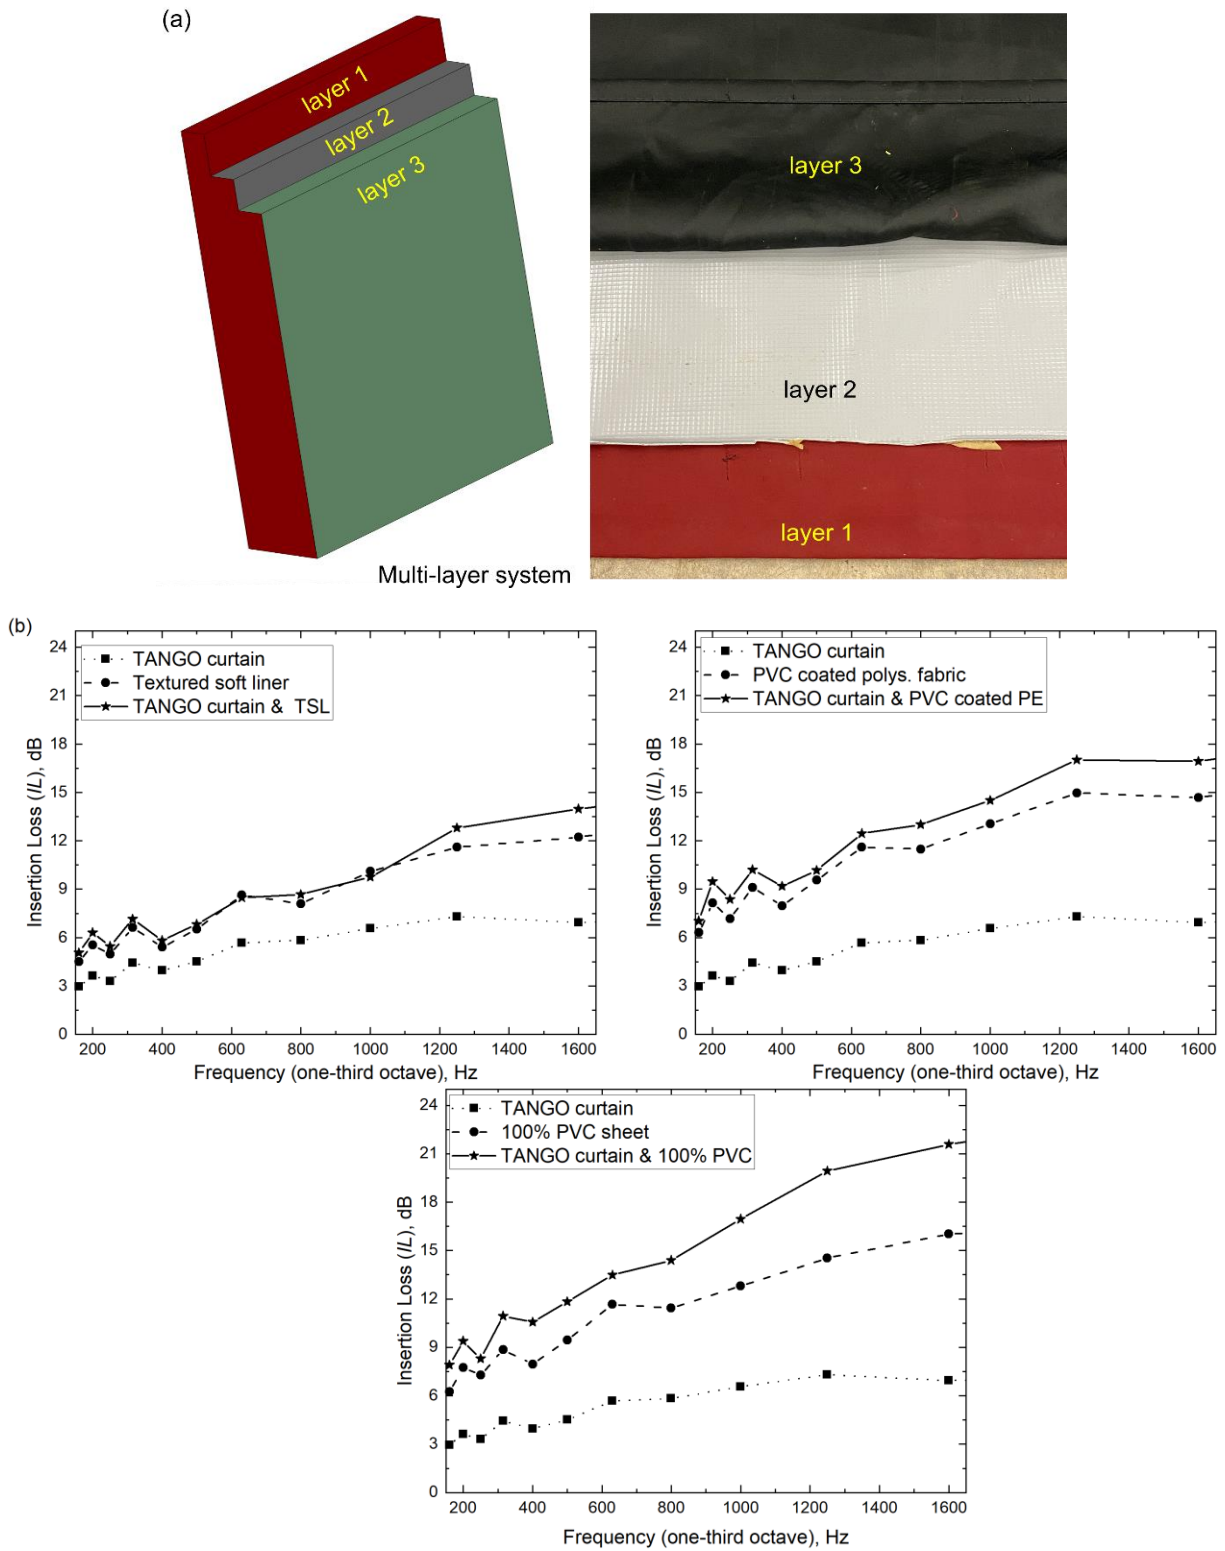 (a)
layer 1
layer 2
layer 3
Multi-layer system
layer 3
layer 2
layer 1
(b)
24
21
18
15
12
9
6
3
0
Insertion Loss (IL), dB
TANGO curtain
Textured soft liner
TANGO curtain & TSL
200 400 600 800 1000 1200 1400 1600
Frequency (one-third octave), Hz
24
21
18
15
12
9
6
3
0
Insertion Loss (IL), dB
TANGO curtain
PVC coated polys. fabric
TANGO curtain & PVC coated PE
200 400 600 800 1000 1200 1400 1600
Frequency (one-third octave), Hz
24
21
18
15
12
9
6
3
0
Insertion Loss (IL), dB
TANGO curtain
100% PVC sheet
TANGO curtain & 100% PVC
200 400 600 800 1000 1200 1400 1600
Frequency (one-third octave), Hz